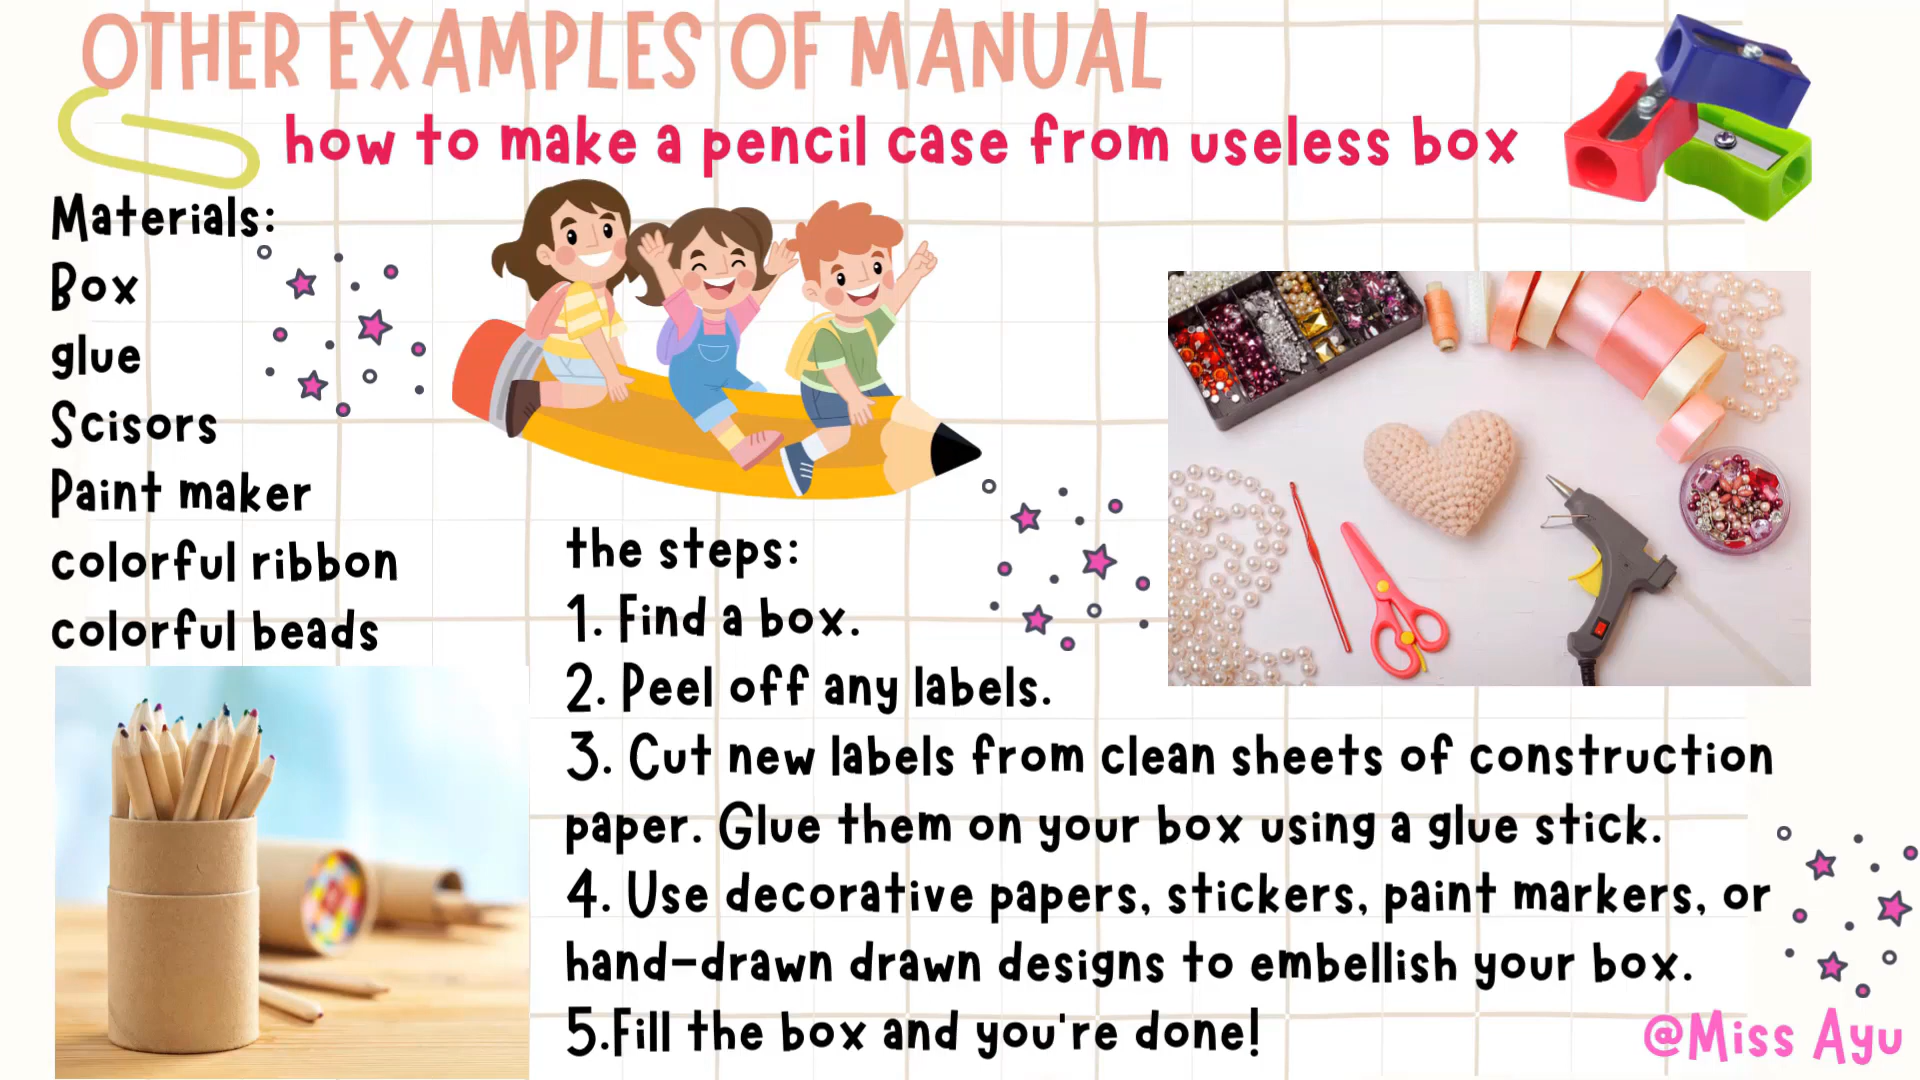 OTHER EXAMPLES OF MANUAL
how to make a pencil case from useless box
Materials:
Box
glue
Scisors
Paint maker
colorful ribbon
colorful beads
the steps:
1. Find a box.
2. Peel off any labels.
3. Cut new labels from clean sheets of construction
paper. Glue them on your box using a glue stick.
4. Use decorative papers, stickers, paint markers, or
hand-drawn drawn designs to embellish your box.
5.Fill the box and you're done!
@Miss Ayu